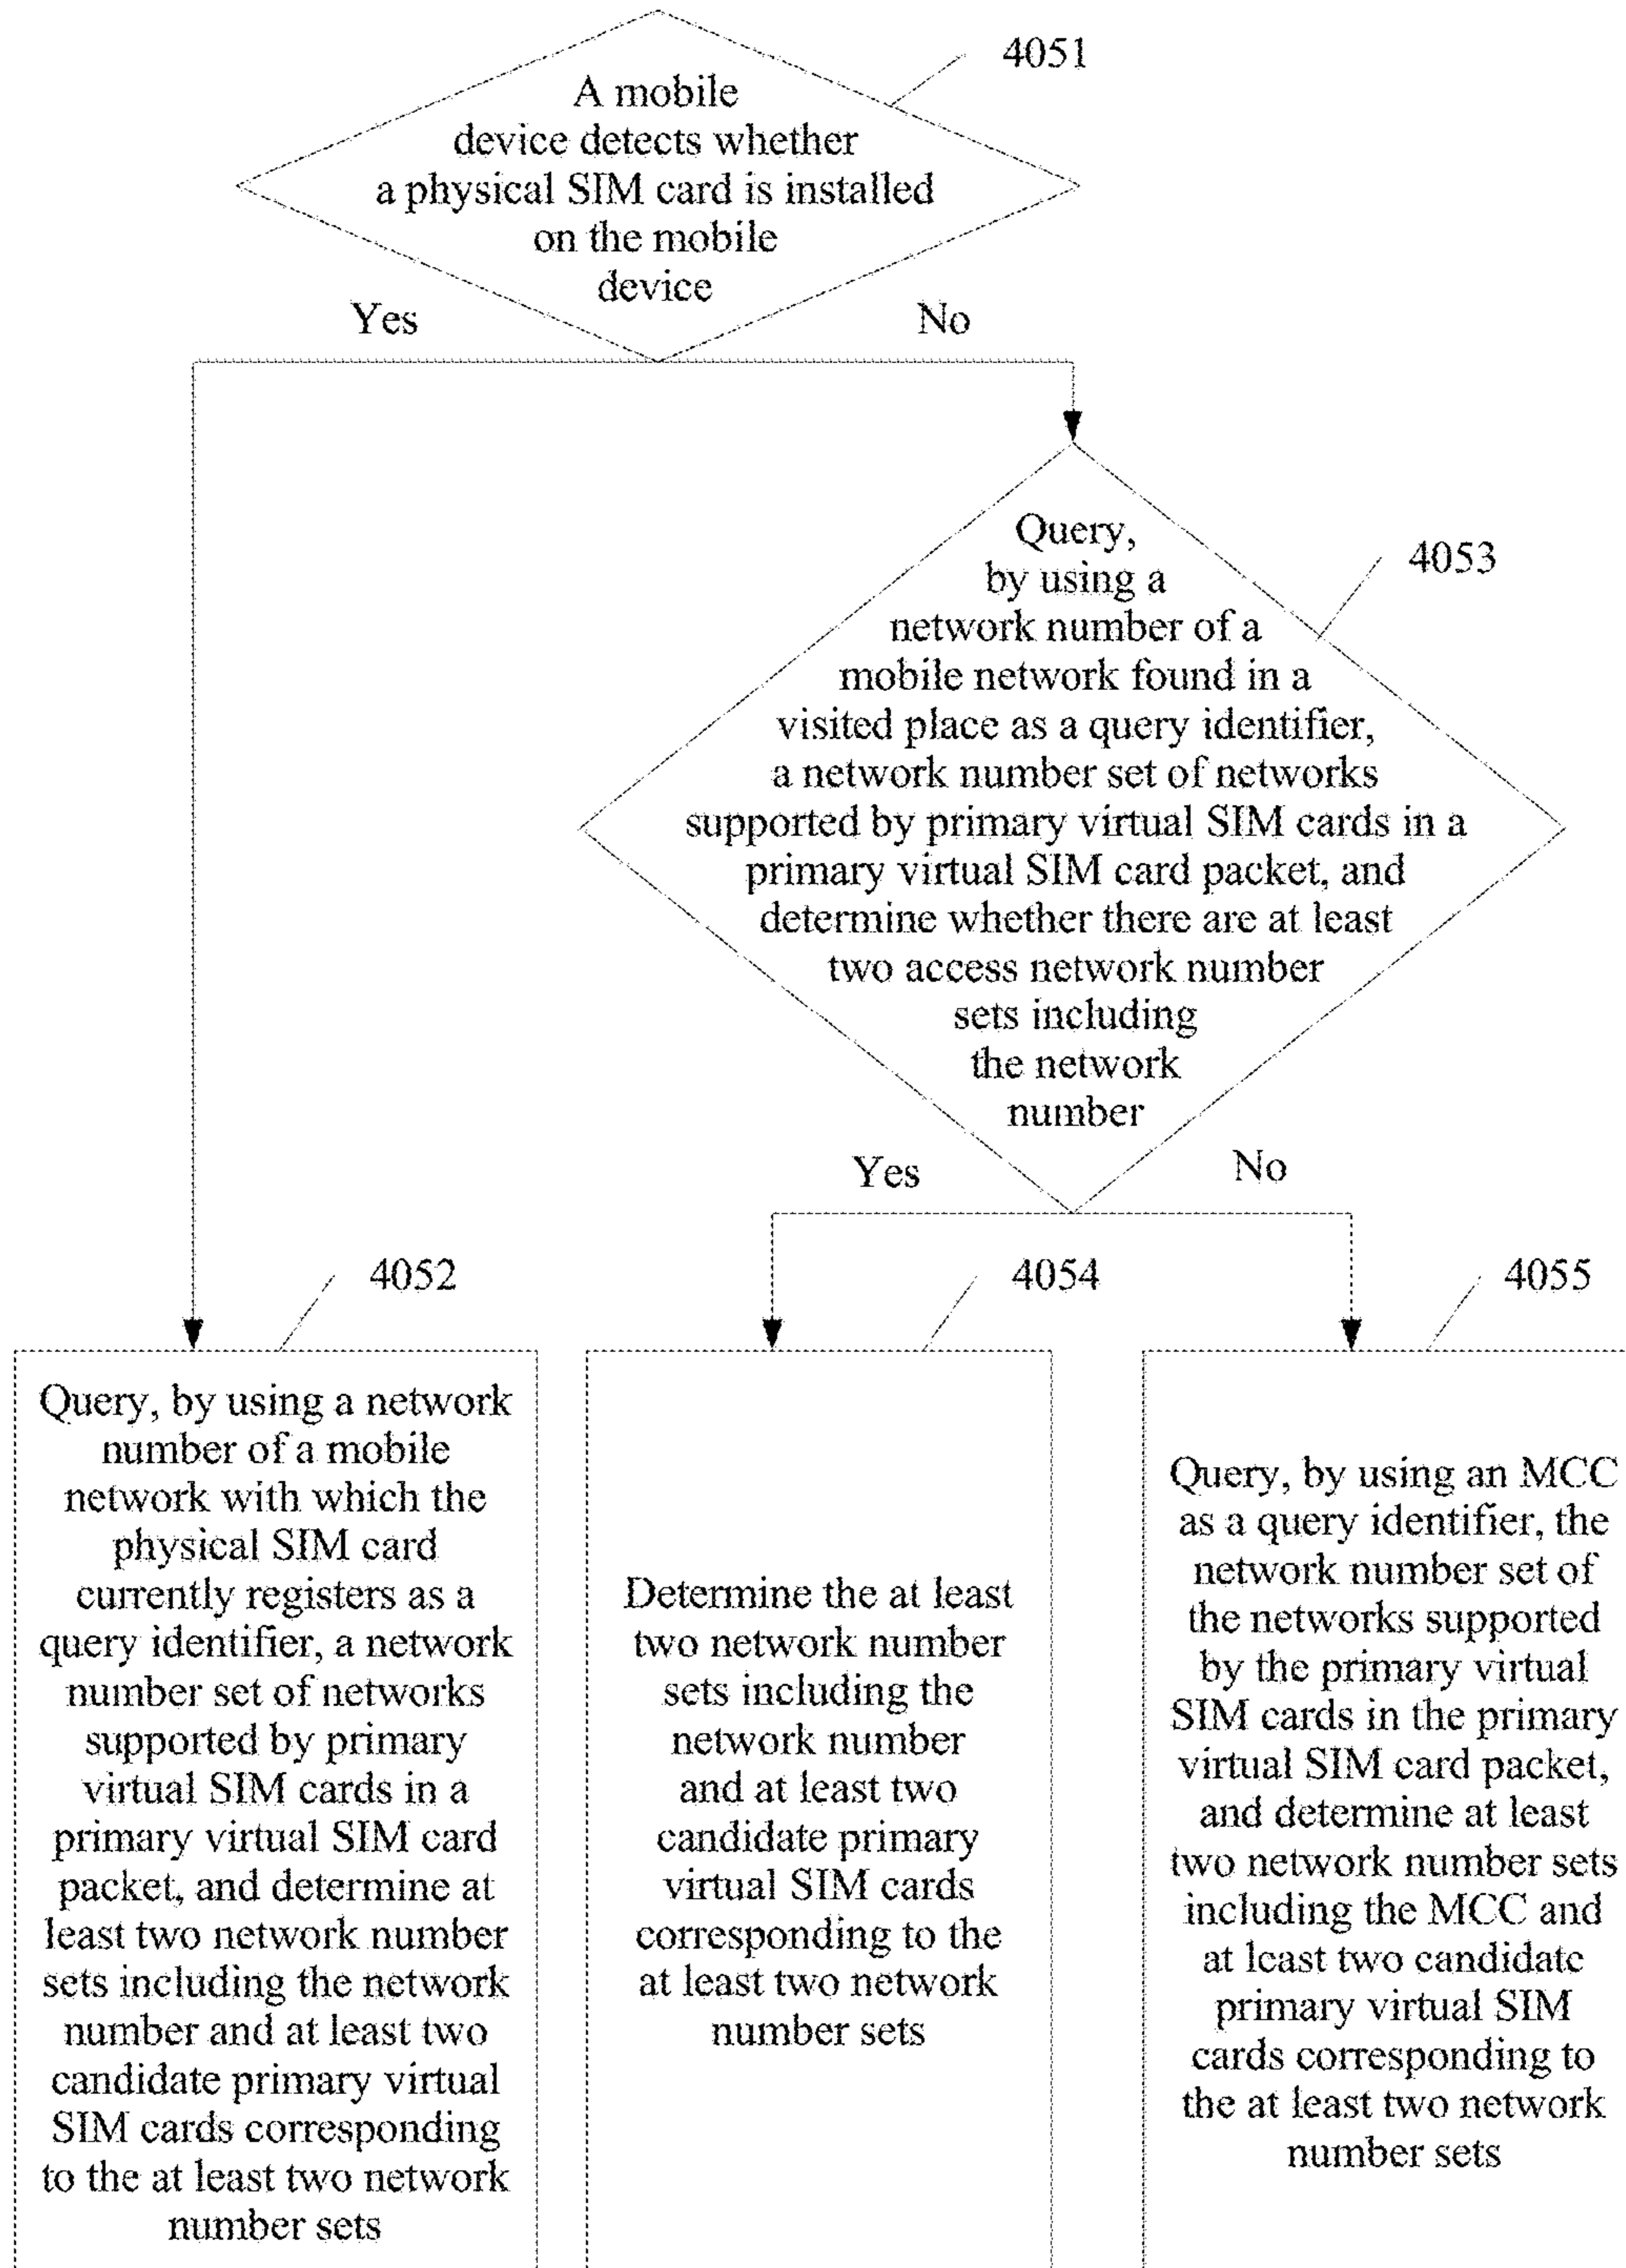 4051
A mobile
device detects whether
a physical SIM card is installed
on the mobile
device
Yes
No
4053
Query,
by using a
network number of a
mobile network found in a
visited place as a query identifier,
a network number set of networks
supported by primary virtual SIM cards in a
primary virtual SIM card packet, and
determine whether there are at least
two access network number
sets including
the network
number
Yes
No
4052
4054
4055
Query, by using a network
number of a mobile
network with which the
physical SIM card
currently registers as a
query identifier, a network
number set of networks
supported by primary
virtual SIM cards in a
primary virtual SIM card
packet, and determine at
least two network number
sets including the network
number and at least two
candidate primary virtual
SIM cards corresponding
to the at least two network
number sets
Determine the at least
two network number
sets including the
network number
and at least two
candidate primary
virtual SIM cards
corresponding to the
at least two network
number sets
Query, by using an MCC
as a query identifier, the
network number set of
the networks supported
by the primary virtual
SIM cards in the primary
virtual SIM card packet,
and determine at least
two network number sets
including the MCC and
at least two candidate
primary virtual SIM
cards corresponding to
the at least two network
number sets